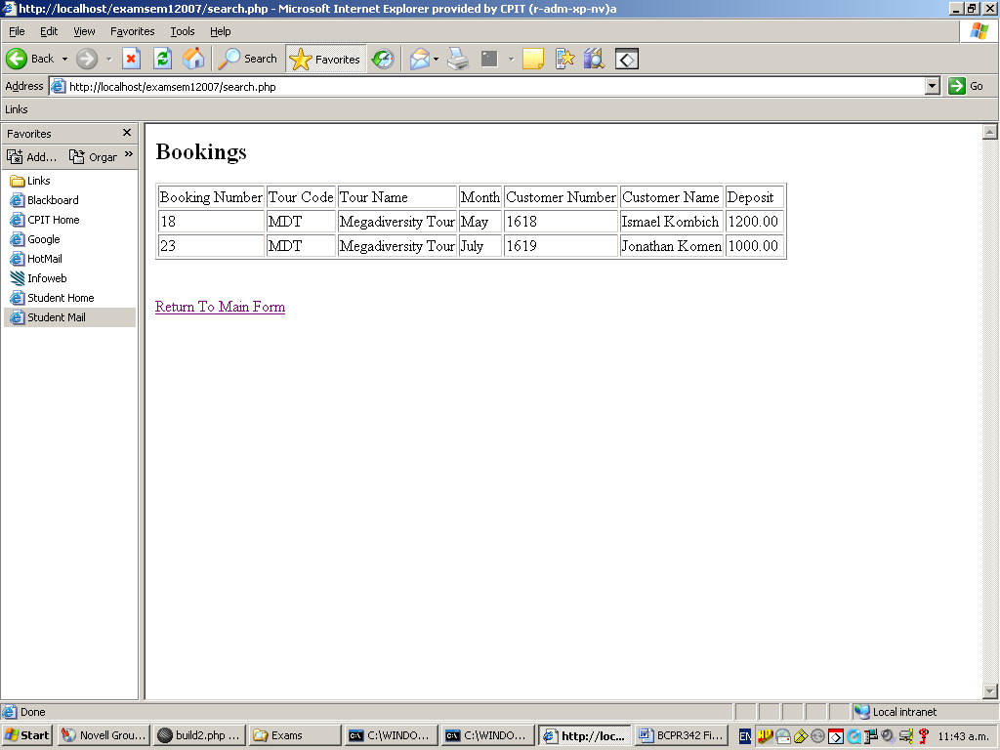 http://localhost/examsem12007/search.php - Microsoft Internet Explorer provided by CPIT (r-adm-xp-nv)a
File Edit View Favorites Tools Help
Back Search Favorites
Address http://localhost/examsem12007/search.php Go
Links
Favorites
Add... Organ »
Links
Blackboard
CPIT Home
Google
HotMail
Infoweb
Student Home
Student Mail
Bookings
Booking Number Tour Code Tour Name Month Customer Number Customer Name Deposit
18 MDT Megadiversity Tour May 1618 Ismael Kombich 1200.00
23 MDT Megadiversity Tour July 1619 Jonathan Komen 1000.00
Return To Main Form
Done Local intranet
Start Novell Grou... build2.php ... Exams C:\WINDO... C:\WINDO... http://loc... BCPR342 Fi... EN 11:43 a.m.